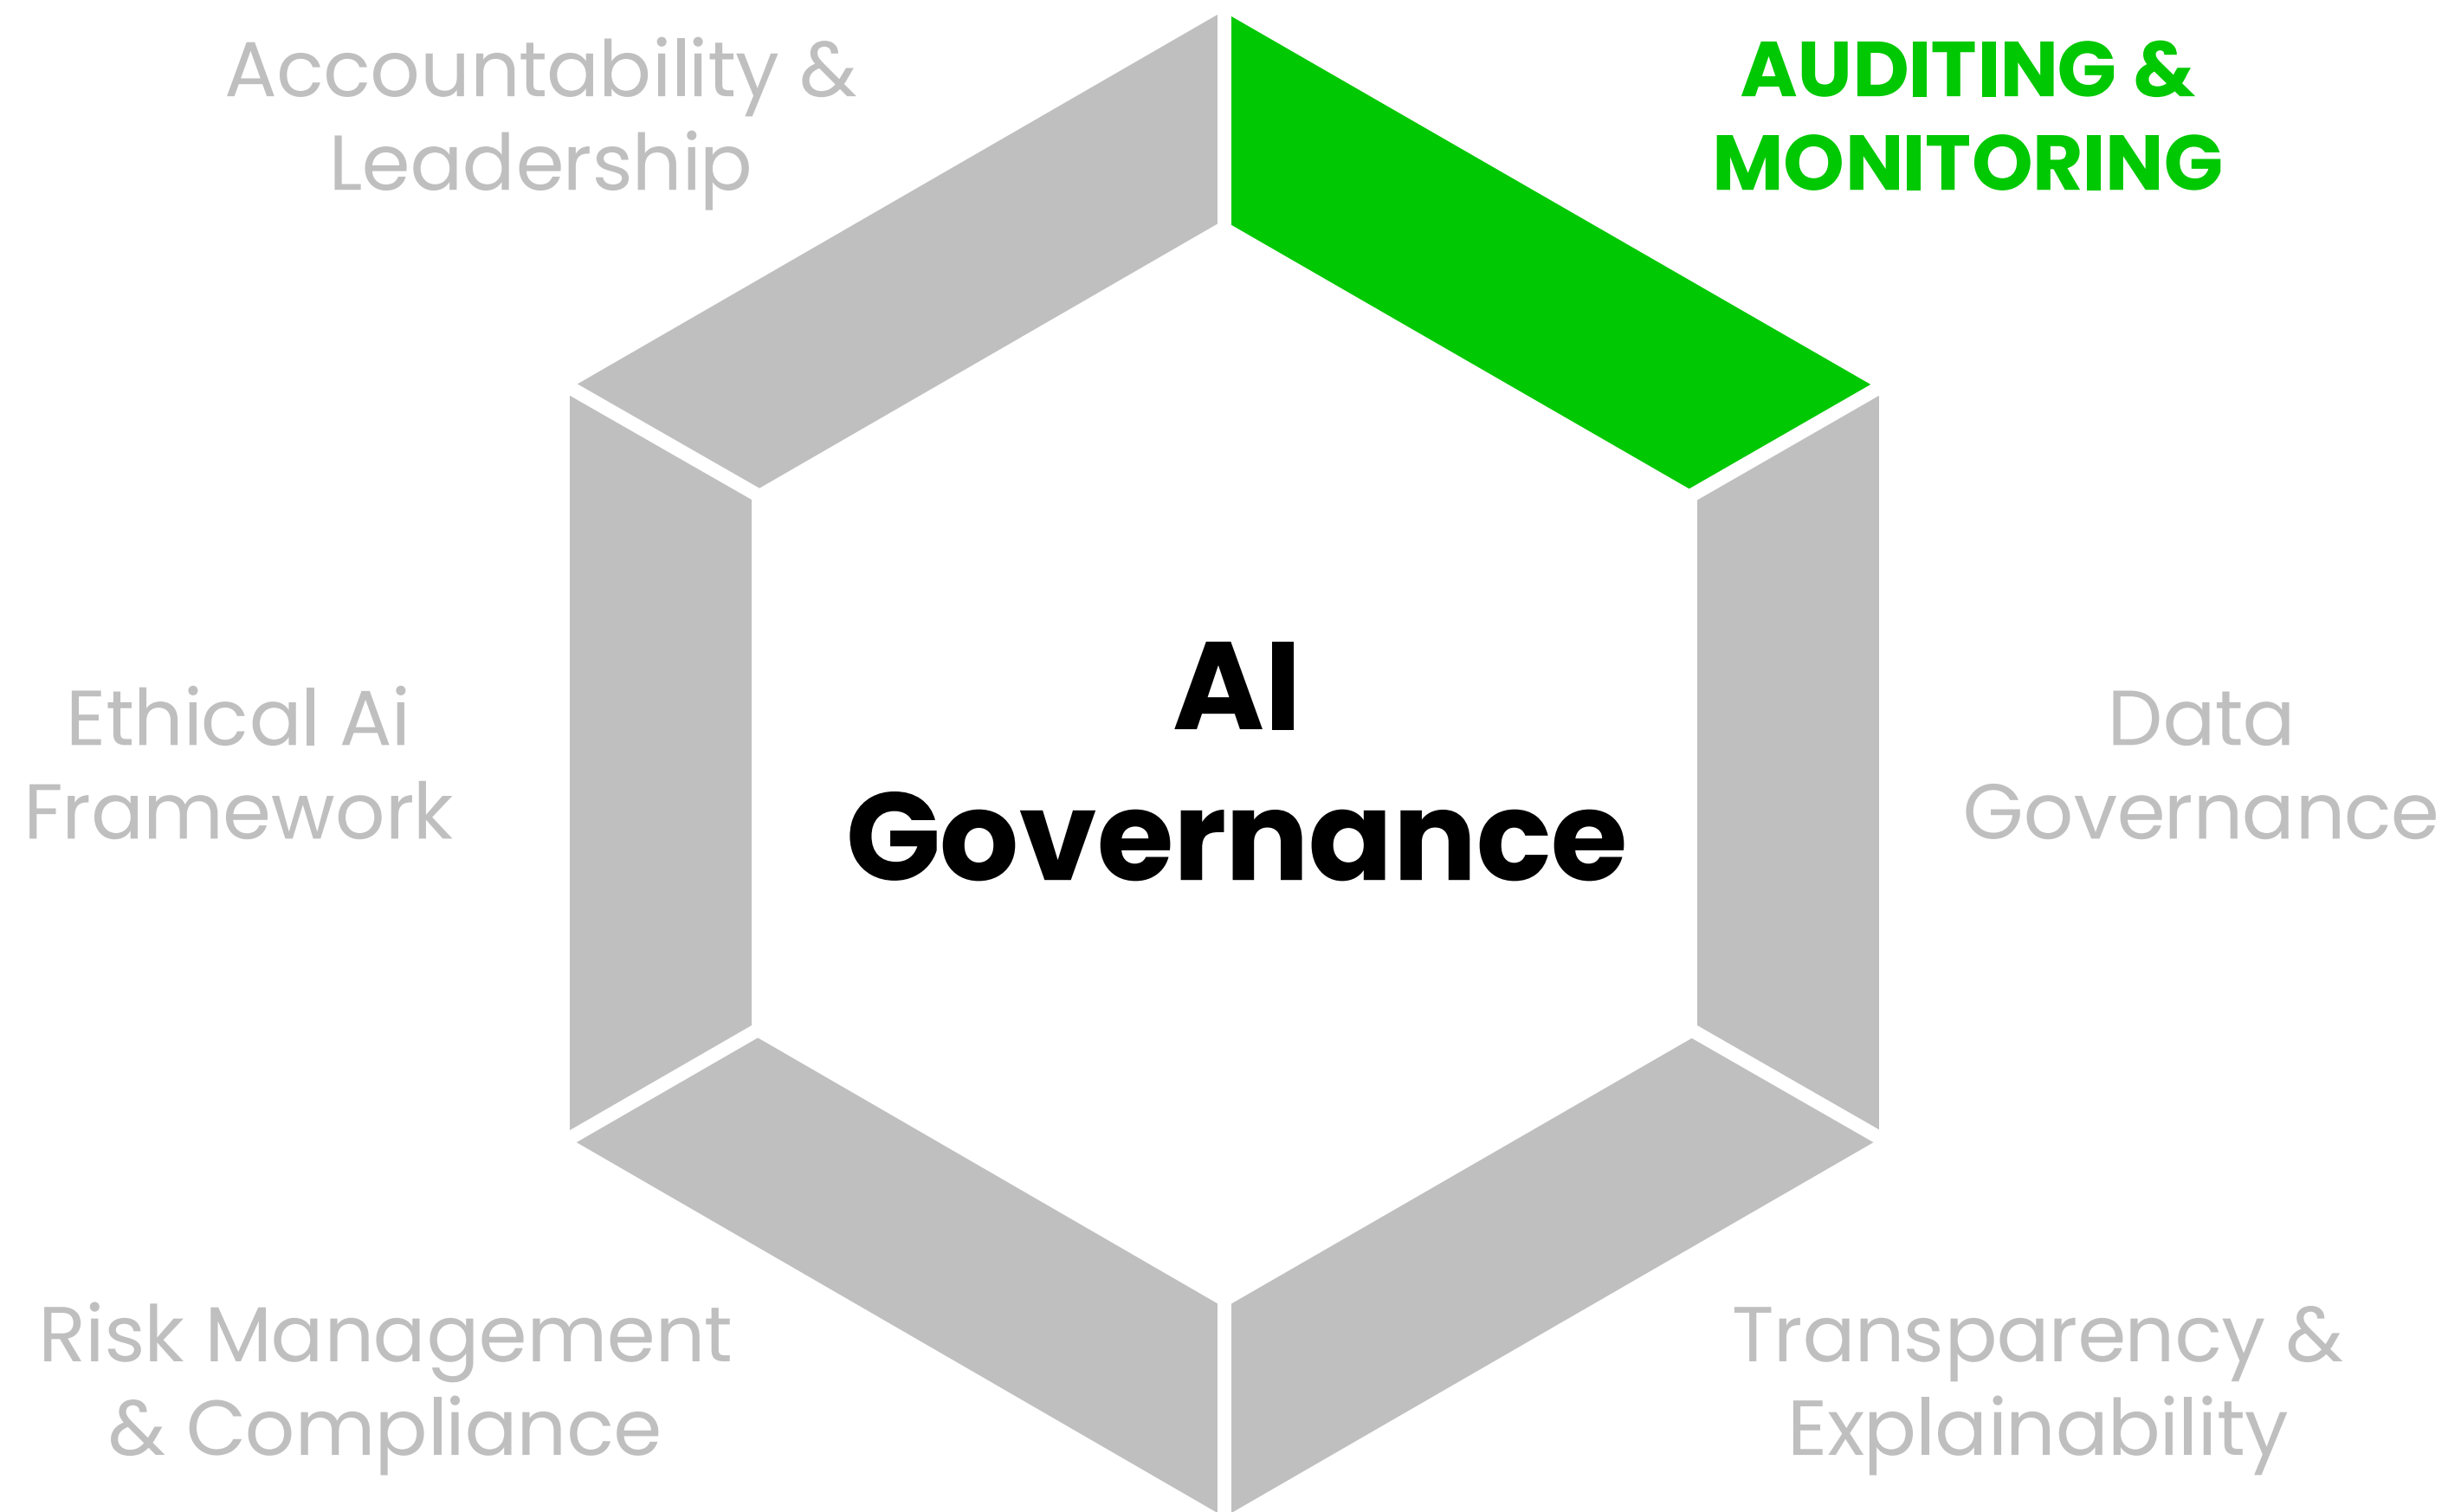 Accountability &
Leadership
AUDITING &
MONITORING
Ethical Ai
Framework
AI
Governance
Data
Governance
Risk Management
& Compliance
Transparency &
Explainability